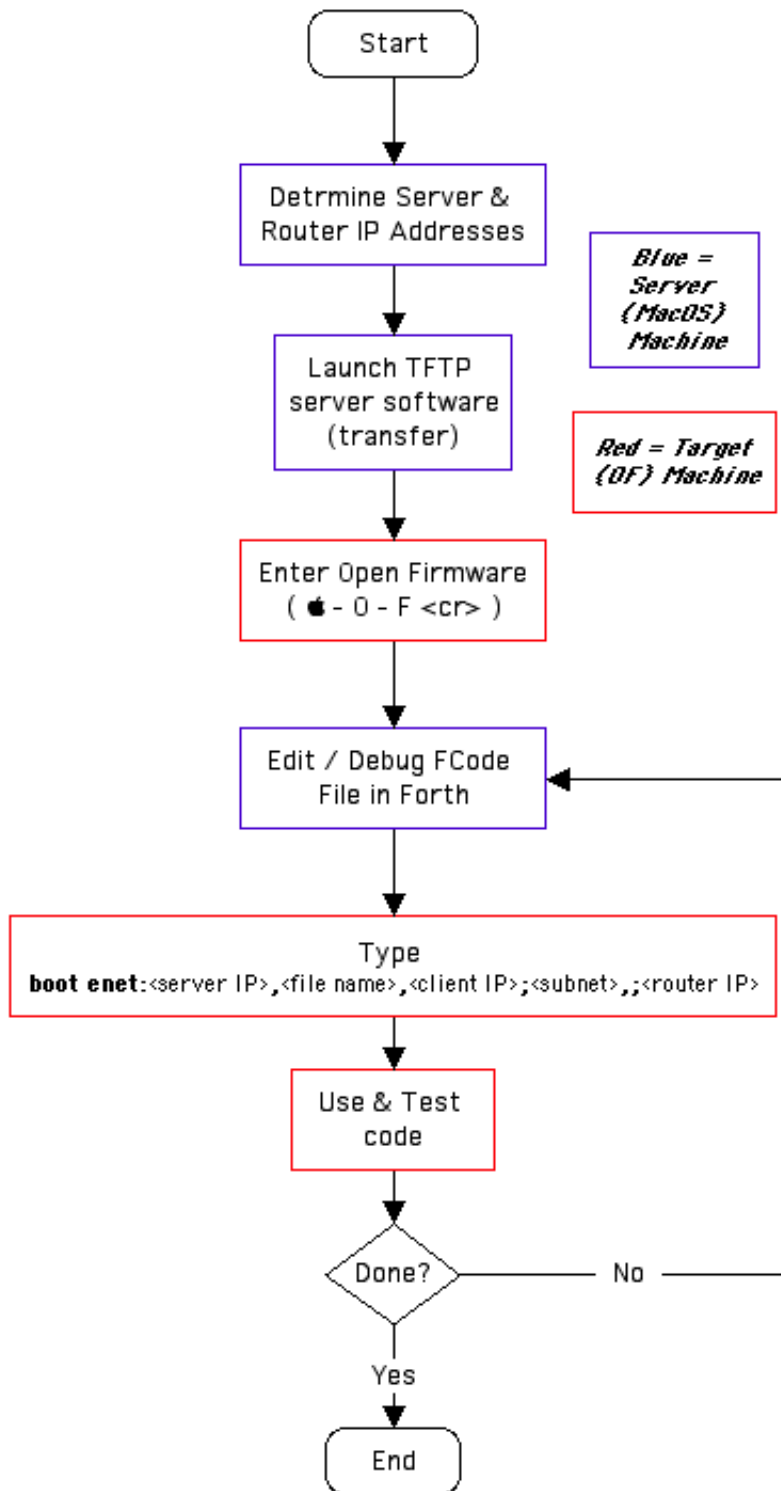 Start
Detrmine Server &
Router IP Addresses
Blue =
Server
(MacOS)
Machine
Launch TFTP
server software
(transfer)
Red = Target
(OF) Machine
Enter Open Firmware
( - O - F <cr> )
Edit / Debug FCode
File in Forth
Type
boot enet:<server IP>,<file name>,<client IP>;<subnet>,;<router IP>
Use & Test
code
Done?
No
Yes
End